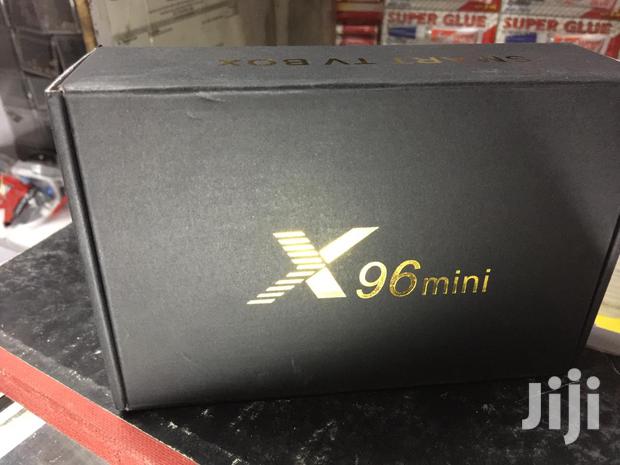 SUPER GLUE
SUPER GLUE
SMART TV BOX
X96mini
Jiji